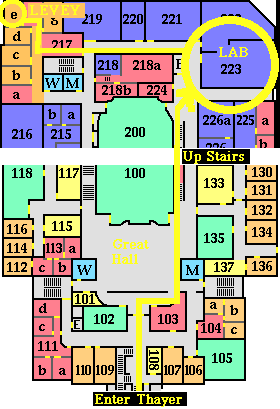 e LEVEY 8 219 220 221 223
d
c 217 LAB
b 218 218a E 223
a W M 218b 224
216 b a 215 200 226a 225 a
b
Up Stairs
118 117 100 133 130
131
132
116 115 135 134
114 113 a Great
112 c b W Hall M 137 136
101
d E 102 103 a b
c 104 c
111
b a 110 109 108 107 106 105
Enter Thayer